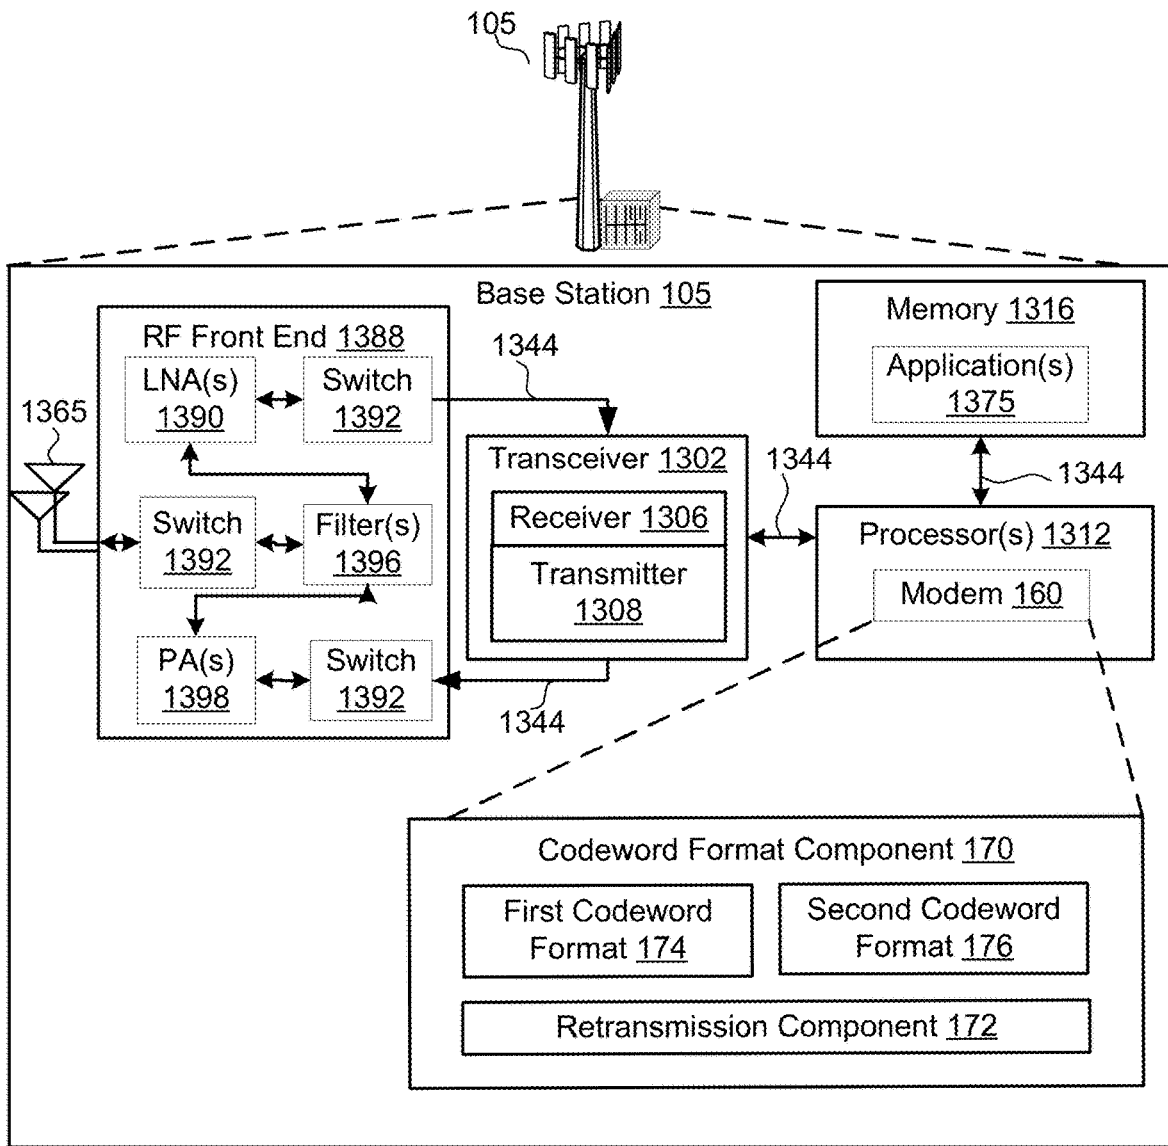 105
Base Station 105
RF Front End 1388
LNA(s)
1390
Switch
1392
1344
1365
Switch
1392
Filter(s)
1396
PA(s)
1398
Switch
1392
1344
Transceiver 1302
Receiver 1306
Transmitter
1308
1344
Memory 1316
Application(s)
1375
1344
Processor(s) 1312
Modem 160
Codeword Format Component 170
First Codeword
Format 174
Second Codeword
Format 176
Retransmission Component 172